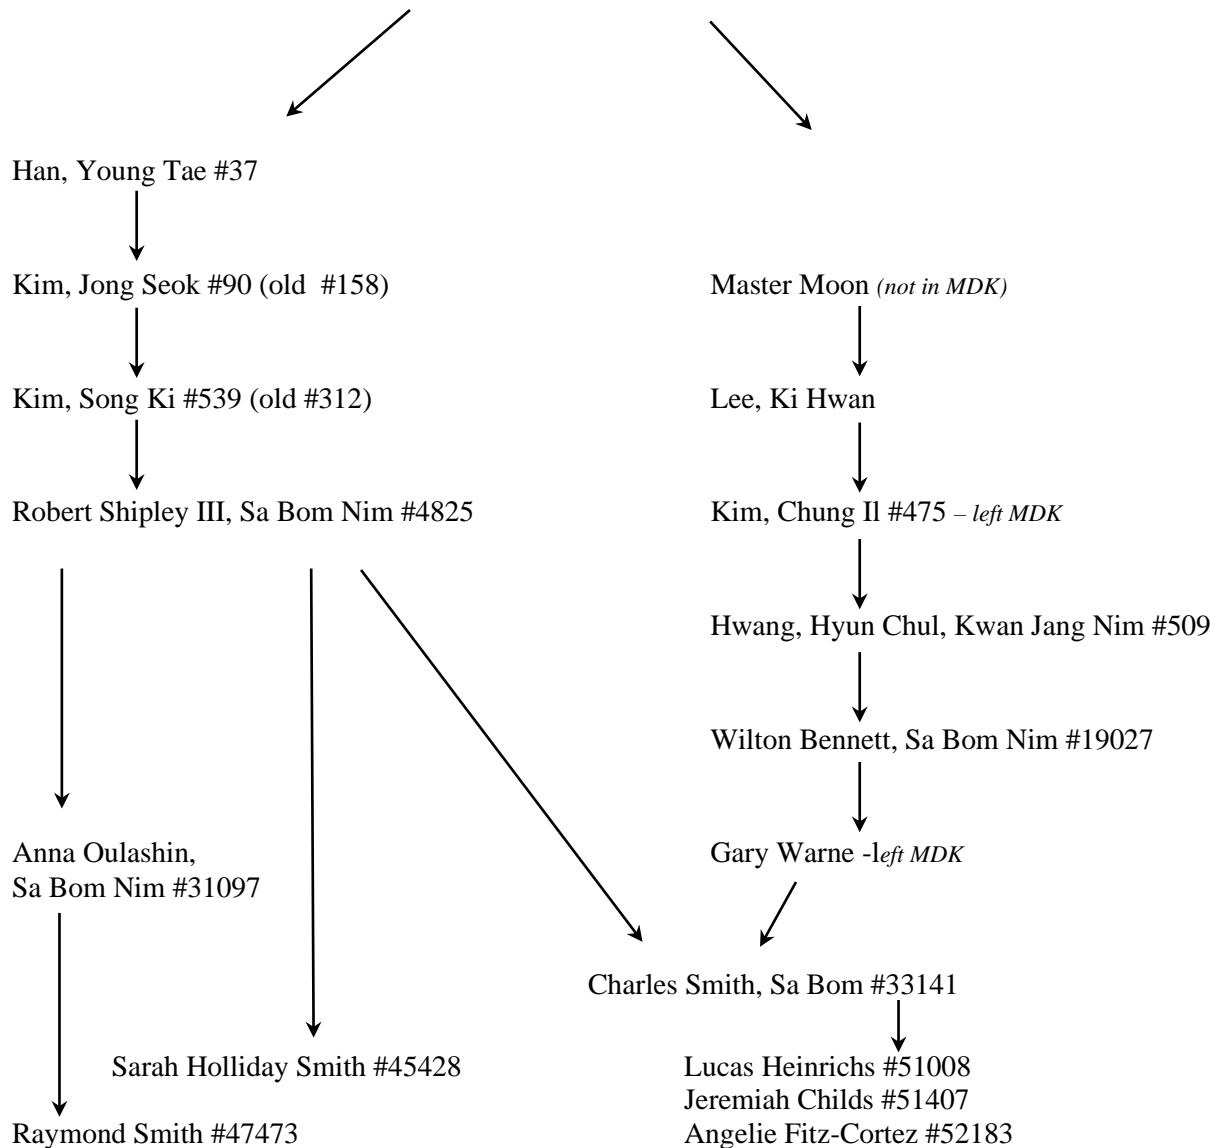 Han, Young Tae #37
Kim, Jong Seok #90 (old  #158)
Master Moon (not in MDK)
Kim, Song Ki #539 (old #312)
Lee, Ki Hwan
Robert Shipley III, Sa Bom Nim #4825
Kim, Chung Il #475 – left MDK
Hwang, Hyun Chul, Kwan Jang Nim #509
Wilton Bennett, Sa Bom Nim #19027
Anna Oulashin,
Sa Bom Nim #31097
Gary Warne -left MDK
Charles Smith, Sa Bom #33141
Sarah Holliday Smith #45428
Lucas Heinrichs #51008
Jeremiah Childs #51407
Raymond Smith #47473
Angelie Fitz-Cortez #52183